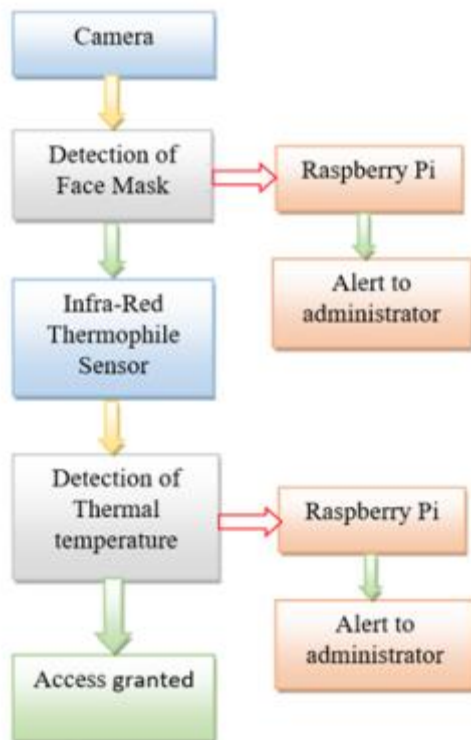 Camera
Detection of
Face Mask
Raspberry Pi
Alert to
administrator
Infra-Red
Thermophile
Sensor
Detection of
Thermal
temperature
Raspberry Pi
Alert to
administrator
Access granted